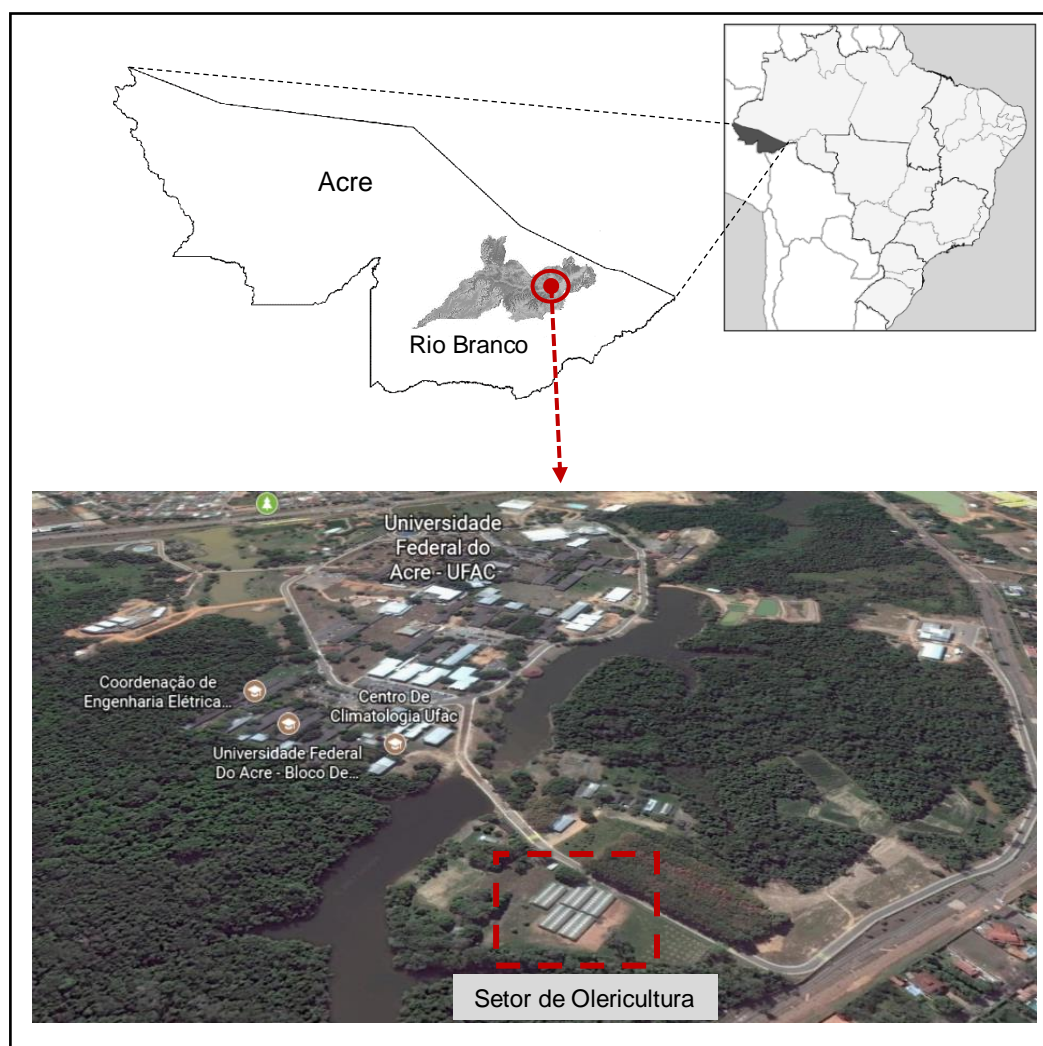 Acre
Rio Branco
Universidade
Federal do
Acre - UFAC
Coordenação de
Engenharia Elétrica...
Centro De
Climatologia Ufac
Universidade Federal
Do Acre - Bloco De...
Setor de Olericultura